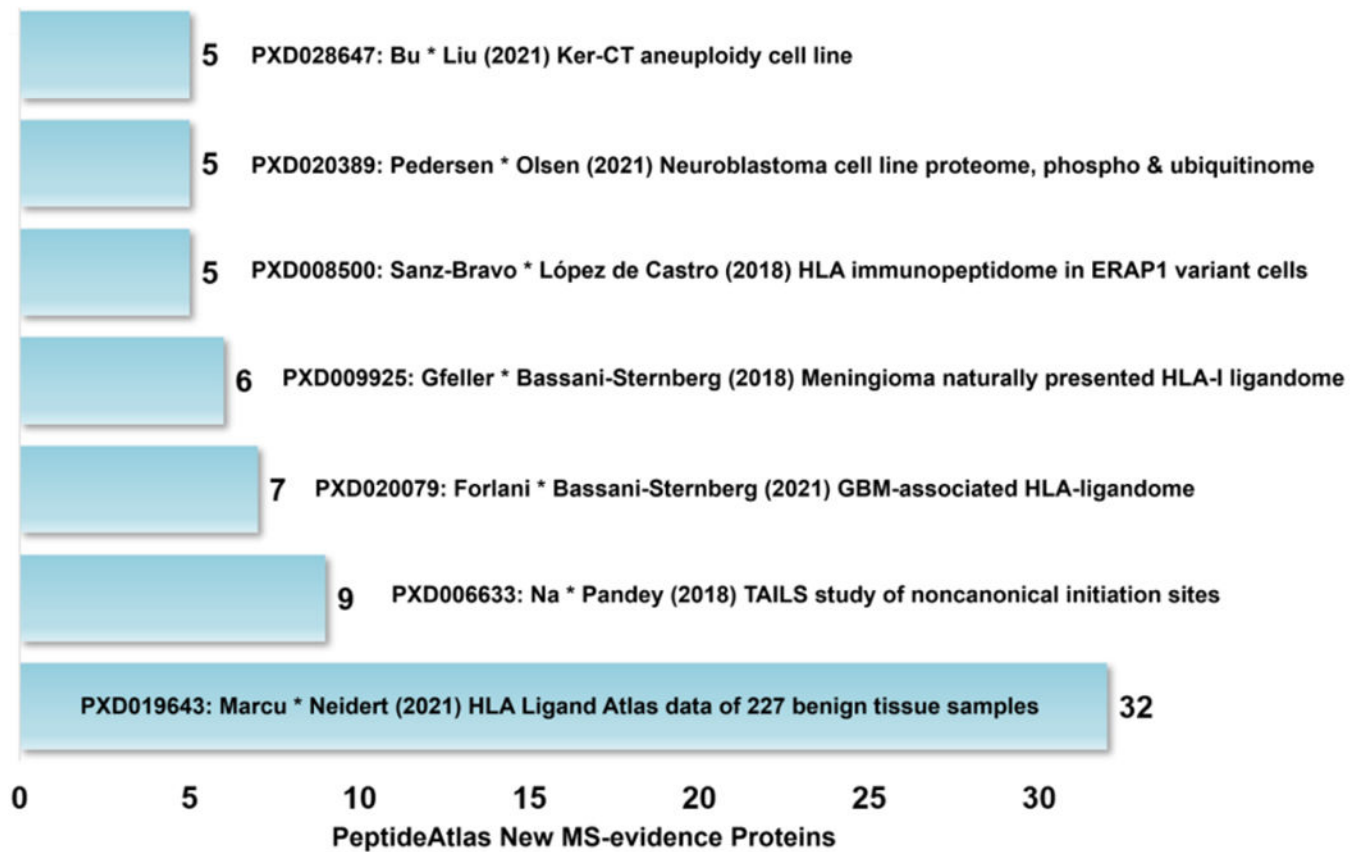 5 PXD028647: Bu * Liu (2021) Ker-CT aneuploidy cell line
5 PXD020389: Pedersen * Olsen (2021) Neuroblastoma cell line proteome, phospho & ubiquitinome
5 PXD008500: Sanz-Bravo * López de Castro (2018) HLA immunopeptidome in ERAP1 variant cells
6 PXD009925: Gfeller * Bassani-Sternberg (2018) Meningioma naturally presented HLA-I ligandome
7 PXD020079: Forlani * Bassani-Sternberg (2021) GBM-associated HLA-ligandome
9 PXD006633: Na * Pandey (2018) TAILS study of noncanonical initiation sites
PXD019643: Marcu * Neidert (2021) HLA Ligand Atlas data of 227 benign tissue samples 32
0 5 10 15 20 25 30
PeptideAtlas New MS-evidence Proteins